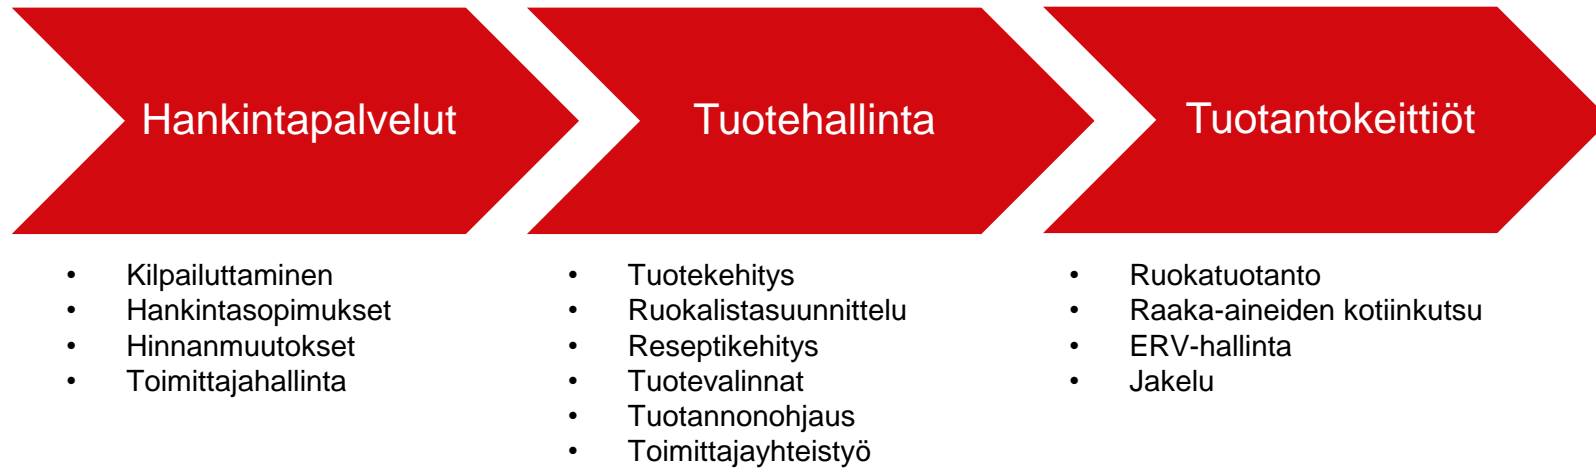 Hankintapalvelut
• Kilpailuttaminen
• Hankintasopimukset
• Hinnanmuutokset
• Toimittajahallinta
Tuotehallinta
• Tuotekehitys
• Ruokalistasuunnittelu
• Reseptikehitys
• Tuotevalinnat
• Tuotannonohjaus
• Toimittajayhteistyö
Tuotantokeittiöt
• Ruokatuotanto
• Raaka-aineiden kotiinkutsu
• ERV-hallinta
• Jakelu